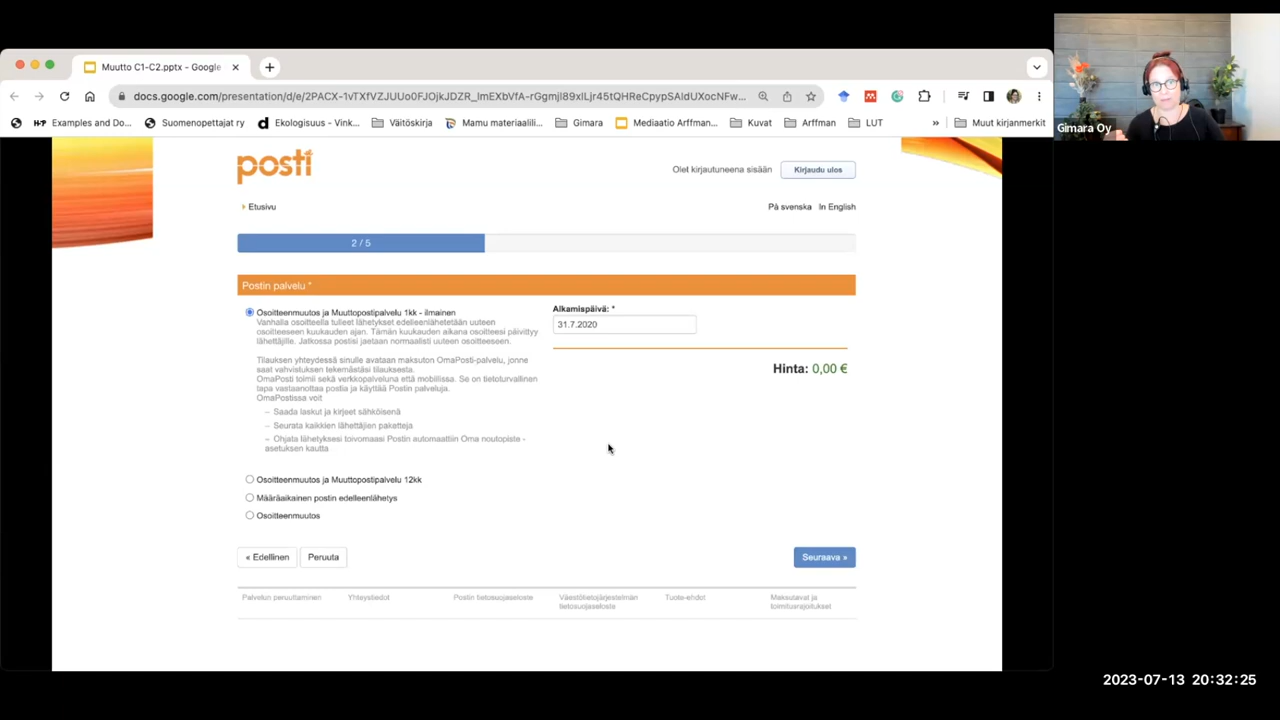 Muutto C1-C2.pptx - Google
docs.google.com/presentation/d/e/2PACX-1vTXfVZJUUo0FJOjkJDZR_lmEXbVfA-rGgmjl89xlLjr45tQHReCpypSAldUXocNFw...
Examples and Do...
Suomenopettajat ry
Ekologisuus - Vink...
Väitöskirja
Mamu materiaalili...
Gimara
Mediaatio Arffman...
Kuvat
Arffman
LUT
»
Muut kirjanmerkit
Gimara Oy
posti
Olet kirjautuneena sisään
Kirjaudu ulos
Etusivu
På svenska In English
2 / 5
Postin palvelu *
Osoitteenmuutos ja Muuttopostipalvelu 1kk - ilmainen
Vanhalla osoitteella tulleet lähetykset edelleenlähetetään uuteen
osoitteeseen kuukauden ajan. Tämän kuukauden aikana osoitteesi päivittyy
lähettäjille. Jatkossa postisi jaetaan normaalisti uuteen osoitteeseen.
Tilauksen yhteydessä sinulle avataan maksuton OmaPosti-palvelu, jonne
saat vahvistuksen tekemästäsi tilauksesta.
OmaPosti toimii sekä verkkopalveluna että mobiilissa. Se on tietoturvallinen
tapa vastaanottaa postia ja käyttää Postin palveluja.
OmaPostissa voit
– Saada laskut ja kirjeet sähköisenä
– Seurata kaikkien lähettäjien paketteja
– Ohjata lähetyksesi toivomaasi Postin automaattiin Oma noutopiste -
asetuksen kautta
Alkamispäivä: *
31.7.2020
Hinta: 0,00 €
Osoitteenmuutos ja Muuttopostipalvelu 12kk
Määräaikainen postin edelleenlähetys
Osoitteenmuutos
« Edellinen
Peruuta
Seuraava »
Palvelun peruuttaminen
Yhteystiedot
Postin tietosuojaseloste
Väestötietojärjestelmän
tietosuojaseloste
Tuote-ehdot
Maksutavat ja
toimitusrajoitukset
2023-07-13 20:32:25